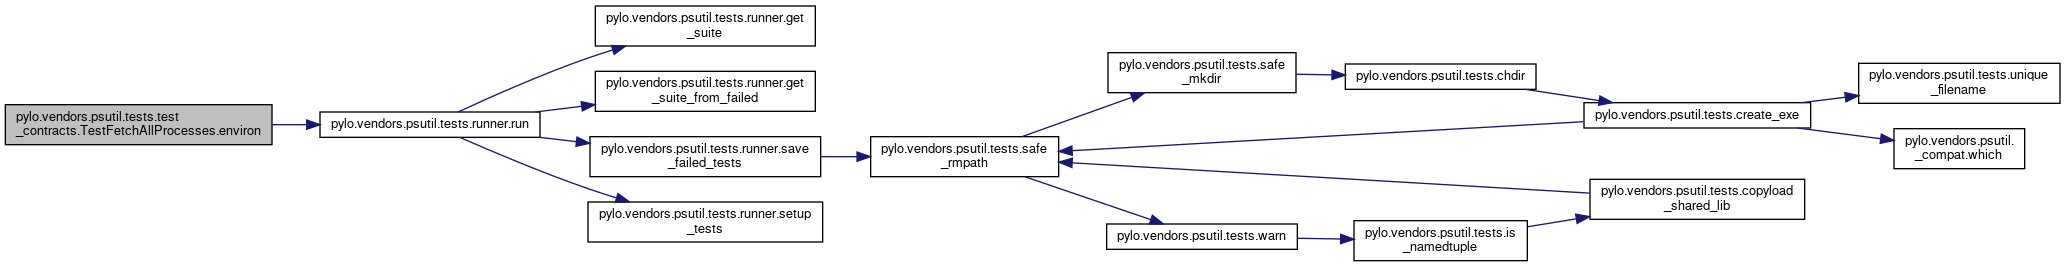 pylo.vendors.psutil.tests.test
_contracts.TestFetchAllProcesses.environ
pylo.vendors.psutil.tests.runner.run
pylo.vendors.psutil.tests.runner.get
_suite
pylo.vendors.psutil.tests.runner.get
_suite_from_failed
pylo.vendors.psutil.tests.runner.save
_failed_tests
pylo.vendors.psutil.tests.runner.setup
_tests
pylo.vendors.psutil.tests.safe
_rmpath
pylo.vendors.psutil.tests.safe
_mkdir
pylo.vendors.psutil.tests.warn
pylo.vendors.psutil.tests.chdir
pylo.vendors.psutil.tests.is
_namedtuple
pylo.vendors.psutil.tests.create_exe
pylo.vendors.psutil.tests.copyload
_shared_lib
pylo.vendors.psutil.tests.unique
_filename
pylo.vendors.psutil.
_compat.which